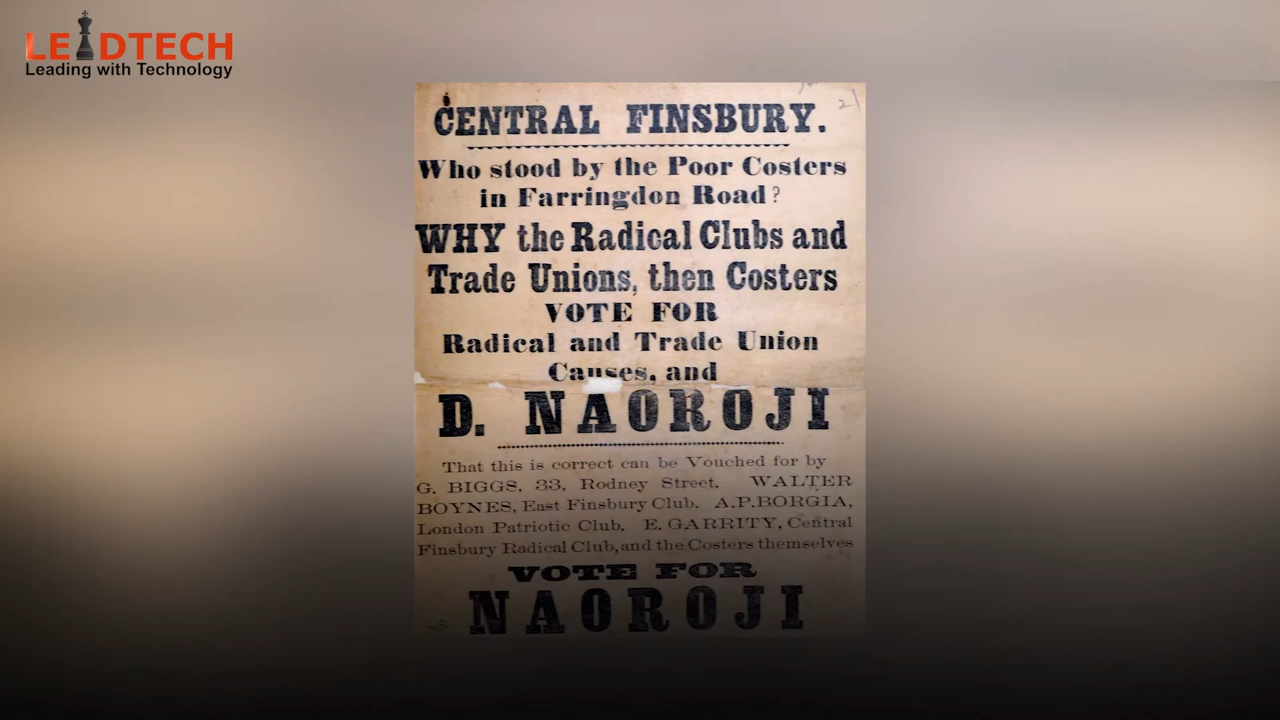 LEADTECH
Leading with Technology
CENTRAL FINSBURY.
Who stood by the Poor Costers
in Farringdon Road?
WHY the Radical Clubs and
Trade Unions, then Costers
VOTE FOR
Radical and Trade Union
Causes, and
D. NAOROJI
That this is correct can be Vouched for by
G. BIGGS, 33, Rodney Street. WALTER
BOYNES, East Finsbury Club. A.P.BORGIA,
London Patriotic Club. E. GARRITY, Central
Finsbury Radical Club, and the Costers themselves
VOTE FOR
NAOROJI